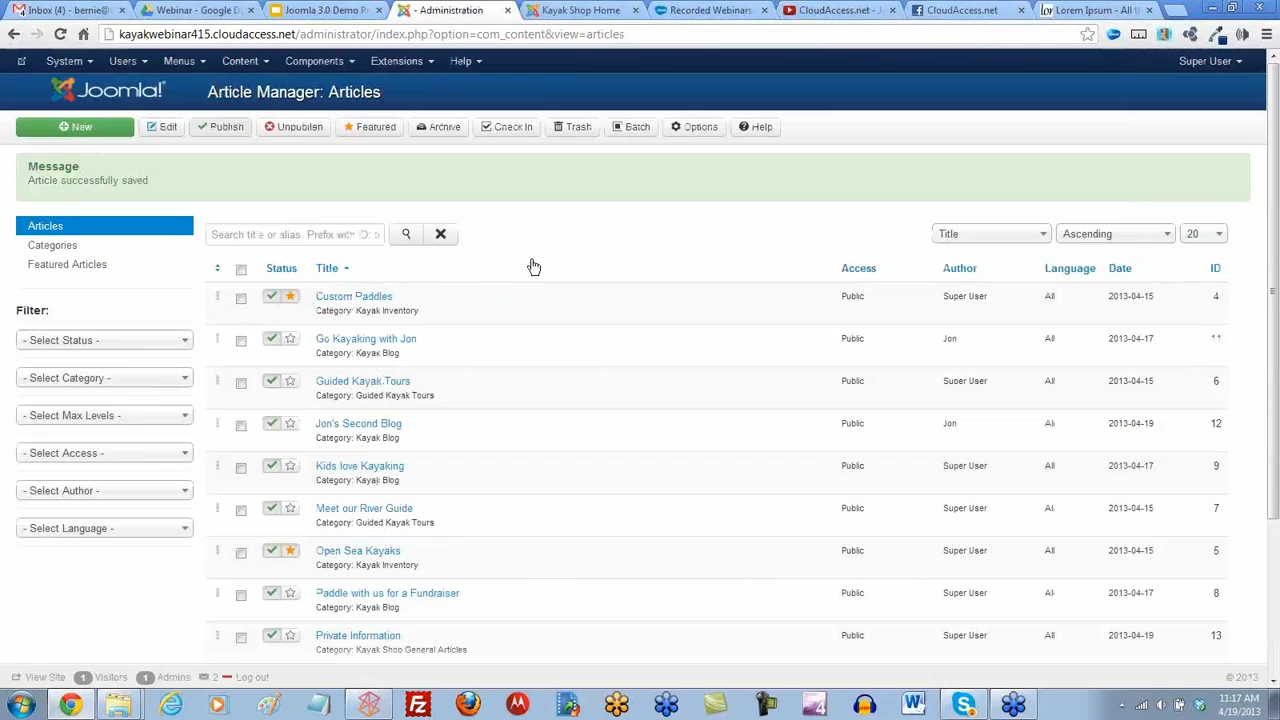 Inbox (4) - bernie@
Webinar - Google D
Joomla 3.0 Demo P
- Administration
Kayak Shop Home
Recorded Webinars
CloudAccess.net - J
CloudAccess.net
Lorem Ipsum - All t
kayakwebinar415.cloudaccess.net/administrator/index.php?option=com_content&view=articles
System Users Menus Content Components Extensions Help Super User
Joomla! Article Manager: Articles
New Edit Publish Unpublish Featured Archive Check In Trash Batch Options Help
Message
Article successfully saved
Articles
Categories
Featured Articles
Filter:
- Select Status -
- Select Category -
- Select Max Levels -
- Select Access -
- Select Author -
- Select Language -
Search title or alias. Prefix with ID:
Title Ascending 20
Status Title Access Author Language Date ID
Custom Paddles Public Super User All 2013-04-15 4
Category: Kayak Inventory
Go Kayaking with Jon Public Jon All 2013-04-17 11
Category: Kayak Blog
Guided Kayak Tours Public Super User All 2013-04-15 6
Category: Guided Kayak Tours
Jon's Second Blog Public Jon All 2013-04-19 12
Category: Kayak Blog
Kids love Kayaking Public Super User All 2013-04-17 9
Category: Kayak Blog
Meet our River Guide Public Super User All 2013-04-15 7
Category: Guided Kayak Tours
Open Sea Kayaks Public Super User All 2013-04-15 5
Category: Kayak Inventory
Paddle with us for a Fundraiser Public Super User All 2013-04-17 8
Category: Kayak Blog
Private Information Public Super User All 2013-04-19 13
Category: Kayak Shop General Articles
View Site 1 Visitors 1 Admins 2 Log out © 2013
11:17 AM
4/19/2013